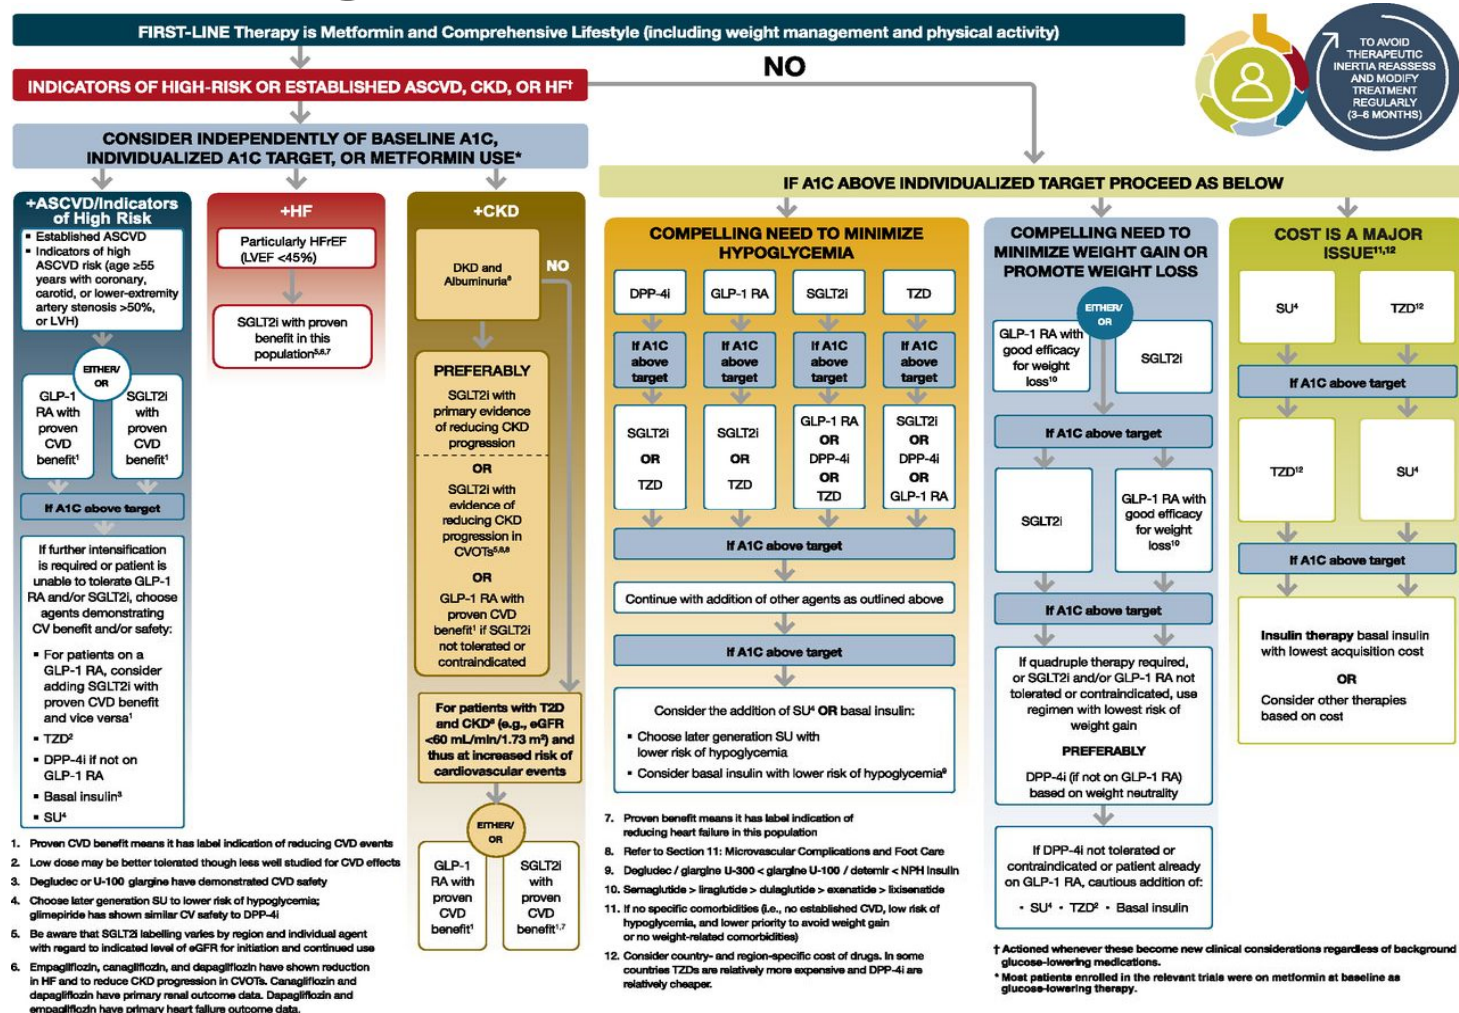 FIRST-LINE Therapy is Metformin and Comprehensive Lifestyle (including weight management and physical activity)
TO AVOID
THERAPEUTIC
INERTIA REASSESS
AND MODIFY
TREATMENT
REGULARLY
(3–6 MONTHS)
INDICATORS OF HIGH-RISK OR ESTABLISHED ASCVD, CKD, OR HF†
NO
CONSIDER INDEPENDENTLY OF BASELINE A1C,
INDIVIDUALIZED A1C TARGET, OR METFORMIN USE*
+ASCVD/Indicators
of High Risk
▪ Established ASCVD
▪ Indicators of high
ASCVD risk (age ≥55
years with coronary,
carotid, or lower-extremity
artery stenosis >50%,
or LVH)
EITHER/
OR
GLP-1
RA with
proven
CVD
benefit¹
SGLT2i
with
proven
CVD
benefit¹
If A1C above target
If further intensification
is required or patient is
unable to tolerate GLP-1
RA and/or SGLT2i, choose
agents demonstrating
CV benefit and/or safety:
▪ For patients on a
GLP-1 RA, consider
adding SGLT2i with
proven CVD benefit
and vice versa¹
▪ TZD²
▪ DPP-4i if not on
GLP-1 RA
▪ Basal insulin³
▪ SU⁴
+HF
Particularly HFrEF
(LVEF <45%)
SGLT2i with proven
benefit in this
population⁵,⁶,⁷
+CKD
DKD and
Albuminuria⁸
NO
PREFERABLY
SGLT2i with
primary evidence
of reducing CKD
progression
OR
SGLT2i with
evidence of
reducing CKD
progression in
CVOTs⁵,⁶,⁸
OR
GLP-1 RA with
proven CVD
benefit¹ if SGLT2i
not tolerated or
contraindicated
For patients with T2D
and CKD⁸ (e.g., eGFR
<60 mL/min/1.73 m²) and
thus at increased risk of
cardiovascular events
EITHER/
OR
GLP-1
RA with
proven
CVD
benefit¹
SGLT2i
with
proven
CVD
benefit¹,⁷
IF A1C ABOVE INDIVIDUALIZED TARGET PROCEED AS BELOW
COMPELLING NEED TO MINIMIZE
HYPOGLYCEMIA
DPP-4i
GLP-1 RA
SGLT2i
TZD
If A1C
above
target
If A1C
above
target
If A1C
above
target
If A1C
above
target
SGLT2i
OR
TZD
SGLT2i
OR
TZD
GLP-1 RA
OR
DPP-4i
OR
TZD
SGLT2i
OR
DPP-4i
OR
GLP-1 RA
If A1C above target
Continue with addition of other agents as outlined above
If A1C above target
Consider the addition of SU⁴ OR basal insulin:
▪ Choose later generation SU with
lower risk of hypoglycemia
▪ Consider basal insulin with lower risk of hypoglycemia⁹
COMPELLING NEED TO
MINIMIZE WEIGHT GAIN OR
PROMOTE WEIGHT LOSS
EITHER/
OR
GLP-1 RA with
good efficacy
for weight
loss¹⁰
SGLT2i
If A1C above target
SGLT2i
GLP-1 RA with
good efficacy
for weight
loss¹⁰
If A1C above target
If quadruple therapy required,
or SGLT2i and/or GLP-1 RA not
tolerated or contraindicated, use
regimen with lowest risk of
weight gain
PREFERABLY
DPP-4i (if not on GLP-1 RA)
based on weight neutrality
If DPP-4i not tolerated or
contraindicated or patient already
on GLP-1 RA, cautious addition of:
▪ SU⁴ ▪ TZD² ▪ Basal insulin
COST IS A MAJOR
ISSUE¹¹,¹²
SU⁴
TZD¹²
If A1C above target
TZD¹²
SU⁴
If A1C above target
Insulin therapy basal insulin
with lowest acquisition cost
OR
Consider other therapies
based on cost
1. Proven CVD benefit means it has label indication of reducing CVD events
2. Low dose may be better tolerated though less well studied for CVD effects
3. Degludec or U-100 glargine have demonstrated CVD safety
4. Choose later generation SU to lower risk of hypoglycemia;
glimepiride has shown similar CV safety to DPP-4i
5. Be aware that SGLT2i labelling varies by region and individual agent
with regard to indicated level of eGFR for initiation and continued use
6. Empagliflozin, canagliflozin, and dapagliflozin have shown reduction
in HF and to reduce CKD progression in CVOTs. Canagliflozin and
dapagliflozin have primary renal outcome data. Dapagliflozin and
empagliflozin have primary heart failure outcome data.
7. Proven benefit means it has label indication of
reducing heart failure in this population
8. Refer to Section 11: Microvascular Complications and Foot Care
9. Degludec / glargine U-300 < glargine U-100 / detemir < NPH insulin
10. Semaglutide > liraglutide > dulaglutide > exenatide > lixisenatide
11. If no specific comorbidities (i.e., no established CVD, low risk of
hypoglycemia, and lower priority to avoid weight gain
or no weight-related comorbidities)
12. Consider country- and region-specific cost of drugs. In some
countries TZDs are relatively more expensive and DPP-4i are
relatively cheaper.
† Actioned whenever these become new clinical considerations regardless of background
glucose-lowering medications.
* Most patients enrolled in the relevant trials were on metformin at baseline as
glucose-lowering therapy.